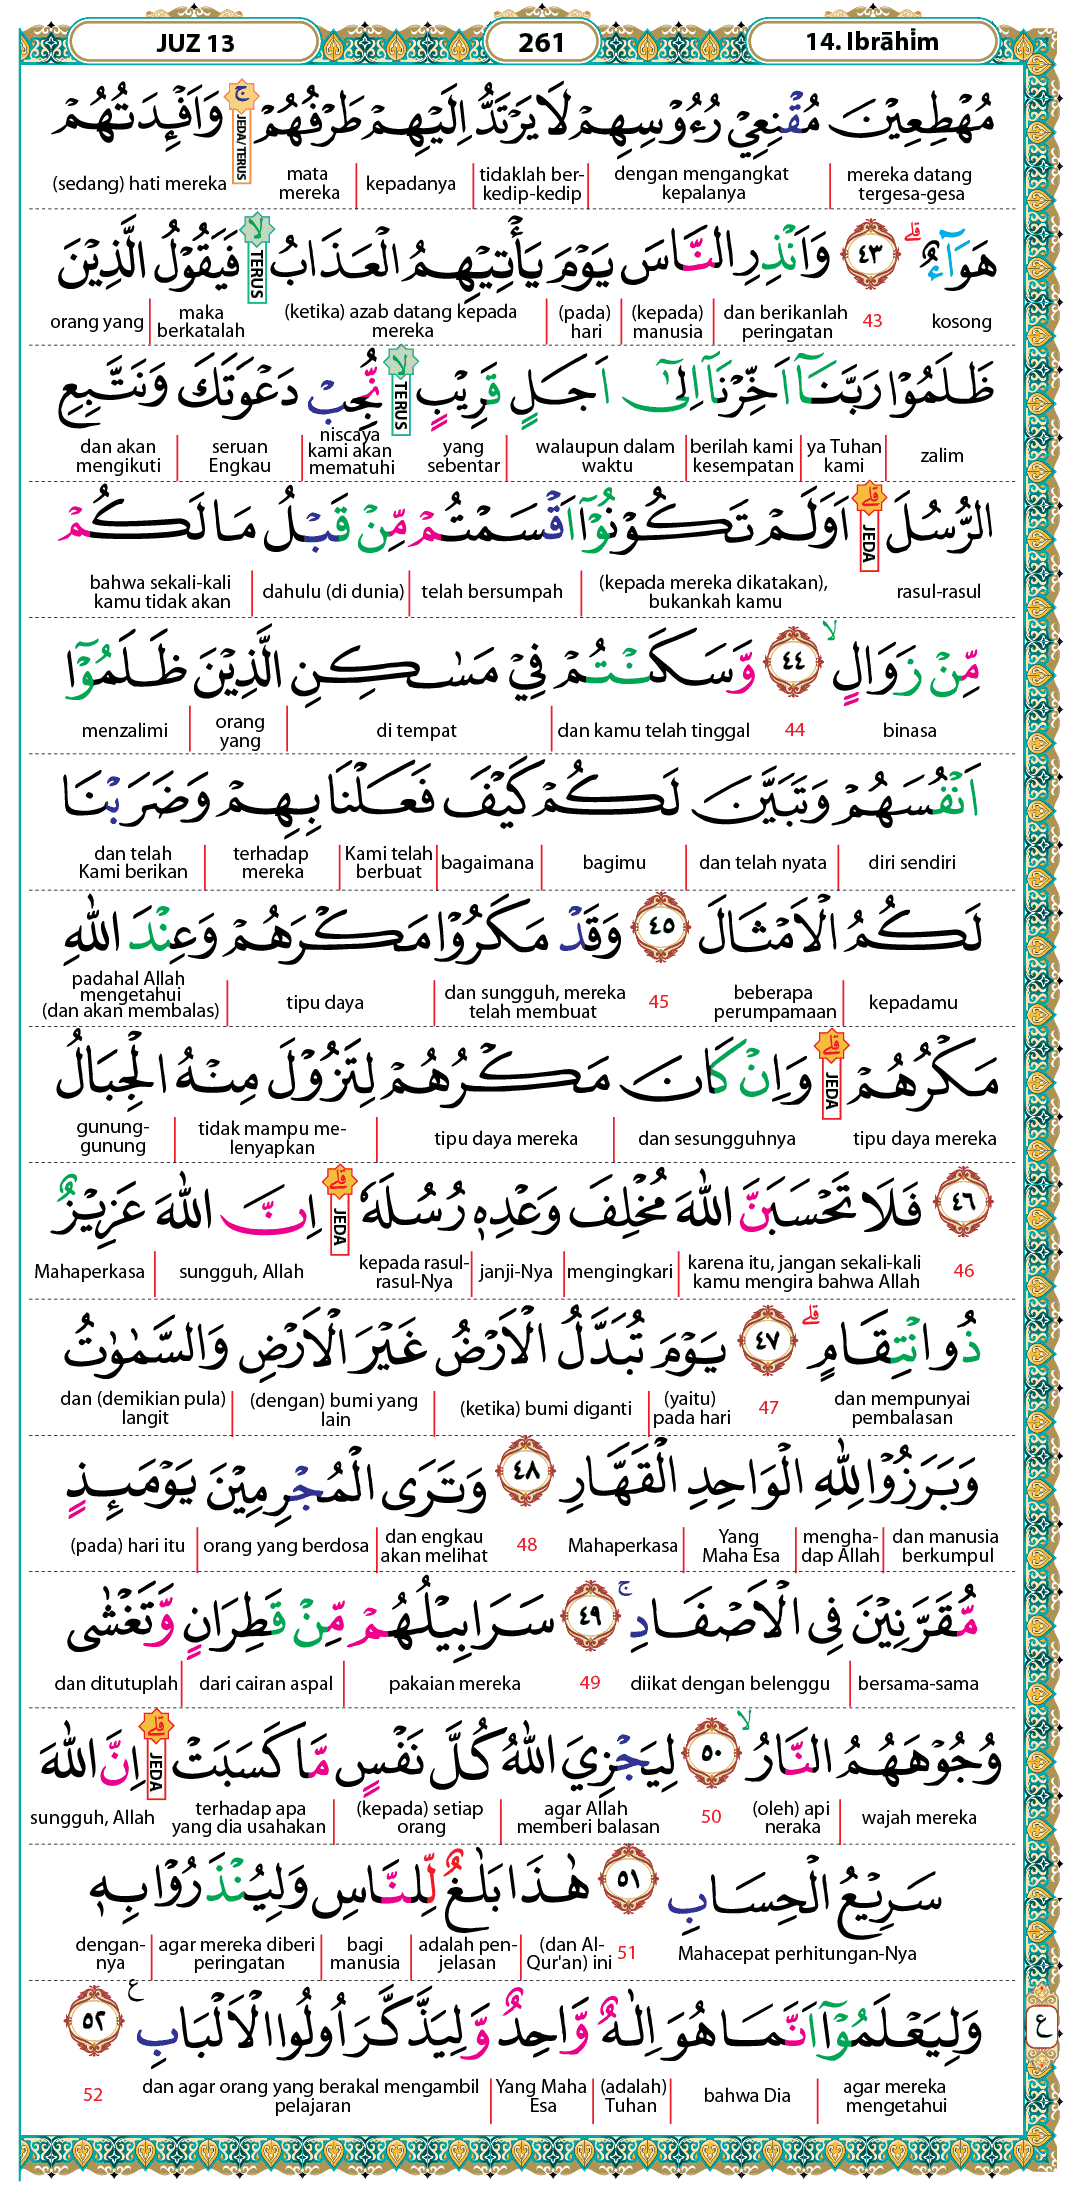 JUZ 13 261 14. Ibrāhīm
مُهْطِعِيْنَ مُقْنِعِيْ رُءُوْسِهِمْ لَا يَرْتَدُّ اِلَيْهِمْ طَرْفُهُمْ ۚ وَاَفْـِٕدَتُهُمْ
mereka datang tergesa-gesa | dengan mengangkat kepalanya | tidaklah ber-kedip-kedip | kepadanya | mata mereka JEDA/TERUS (sedang) hati mereka
هَوَاۤءٌ ۗ ٤٣ وَاَنْذِرِ النَّاسَ يَوْمَ يَأْتِيْهِمُ الْعَذَابُ ۙ فَيَقُوْلُ الَّذِيْنَ
kosong 43 dan berikanlah peringatan | (kepada) manusia | (pada) hari | (ketika) azab datang kepada mereka TERUS maka berkatalah | orang yang
ظَلَمُوْا رَبَّنَآ اَخِّرْنَآ اِلٰٓى اَجَلٍ قَرِيْبٍ ۙ نُّجِبْ دَعْوَتَكَ وَنَتَّبِعِ
zalim | ya Tuhan kami | berilah kami kesempatan | walaupun dalam waktu | yang sebentar TERUS niscaya kami akan mematuhi | seruan Engkau | dan akan mengikuti
الرُّسُلَ ۗ اَوَلَمْ تَكُوْنُوْٓا اَقْسَمْتُمْ مِّنْ قَبْلُ مَا لَكُمْ
rasul-rasul JEDA (kepada mereka dikatakan), bukankah kamu | telah bersumpah | dahulu (di dunia) | bahwa sekali-kali kamu tidak akan
مِّنْ زَوَالٍ ۙ ٤٤ وَّسَكَنْتُمْ فِيْ مَسٰكِنِ الَّذِيْنَ ظَلَمُوْٓا
binasa 44 dan kamu telah tinggal | di tempat | orang yang | menzalimi
اَنْفُسَهُمْ وَتَبَيَّنَ لَكُمْ كَيْفَ فَعَلْنَا بِهِمْ وَضَرَبْنَا
diri sendiri | dan telah nyata | bagimu | bagaimana | Kami telah berbuat | terhadap mereka | dan telah Kami berikan
لَكُمُ الْاَمْثَالَ ٤٥ وَقَدْ مَكَرُوْا مَكْرَهُمْ وَعِنْدَ اللّٰهِ
kepadamu | beberapa perumpamaan 45 dan sungguh, mereka telah membuat | tipu daya | padahal Allah mengetahui (dan akan membalas)
مَكْرُهُمْ ۗ وَاِنْ كَانَ مَكْرُهُمْ لِتَزُوْلَ مِنْهُ الْجِبَالُ
tipu daya mereka JEDA dan sesungguhnya | tipu daya mereka | tidak mampu me-lenyapkan | gunung-gunung
٤٦ فَلَا تَحْسَبَنَّ اللّٰهَ مُخْلِفَ وَعْدِهٖ رُسُلَهٗ ۗ اِنَّ اللّٰهَ عَزِيْزٌ
46 karena itu, jangan sekali-kali kamu mengira bahwa Allah | mengingkari | janji-Nya | kepada rasul-rasul-Nya JEDA sungguh, Allah | Mahaperkasa
ذُو انْتِقَامٍ ۗ ٤٧ يَوْمَ تُبَدَّلُ الْاَرْضُ غَيْرَ الْاَرْضِ وَالسَّمٰوٰتُ
dan mempunyai pembalasan 47 (yaitu) pada hari | (ketika) bumi diganti | (dengan) bumi yang lain | dan (demikian pula) langit
وَبَرَزُوْا لِلّٰهِ الْوَاحِدِ الْقَهَّارِ ٤٨ وَتَرَى الْمُجْرِمِيْنَ يَوْمَىِٕذٍ
dan manusia berkumpul | mengha-dap Allah | Yang Maha Esa | Mahaperkasa 48 dan engkau akan melihat | orang yang berdosa | (pada) hari itu
مُّقَرَّنِيْنَ فِى الْاَصْفَادِ ۚ ٤٩ سَرَابِيْلُهُمْ مِّنْ قَطِرَانٍ وَّتَغْشٰى
bersama-sama | diikat dengan belenggu 49 pakaian mereka | dari cairan aspal | dan ditutuplah
وُجُوْهَهُمُ النَّارُ ۙ ٥٠ لِيَجْزِيَ اللّٰهُ كُلَّ نَفْسٍ مَّا كَسَبَتْ ۗ اِنَّ اللّٰهَ
wajah mereka | (oleh) api neraka 50 agar Allah memberi balasan | (kepada) setiap orang | terhadap apa yang dia usahakan JEDA sungguh, Allah
سَرِيْعُ الْحِسَابِ ٥١ هٰذَا بَلٰغٌ لِّلنَّاسِ وَلِيُنْذَرُوْا بِهٖ
Mahacepat perhitungan-Nya 51 (dan Al-Qur'an) ini | adalah pen-jelasan | bagi manusia | agar mereka diberi peringatan | dengan-nya
وَلِيَعْلَمُوْٓا اَنَّمَا هُوَ اِلٰهٌ وَّاحِدٌ وَّلِيَذَّكَّرَ اُولُوا الْاَلْبَابِ ࣖ ٥٢ ع
agar mereka mengetahui | bahwa Dia | (adalah) Tuhan | Yang Maha Esa | dan agar orang yang berakal mengambil pelajaran 52